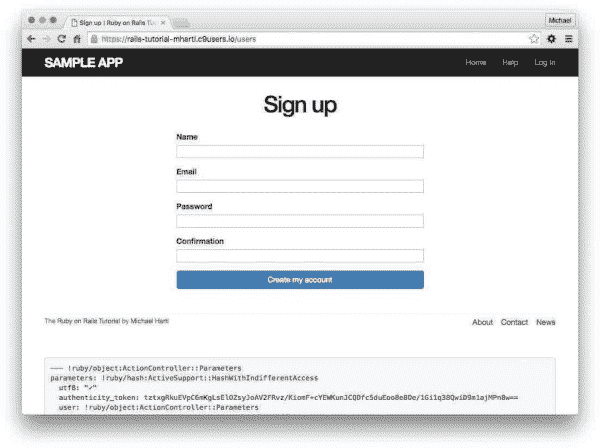 Sign up | Ruby on Rails Tut
Michael
https://rails-tutorial-mhartl.c9users.io/users
SAMPLE APP
Home Help Log in
Sign up
Name
Email
Password
Confirmation
Create my account
The Ruby on Rails Tutorial by Michael Hartl
About Contact News
--- !ruby/object:ActionController::Parameters
parameters: !ruby/hash:ActiveSupport::HashWithIndifferentAccess
utf8: "✓"
authenticity_token:
user: !ruby/object:ActionController::Parameters